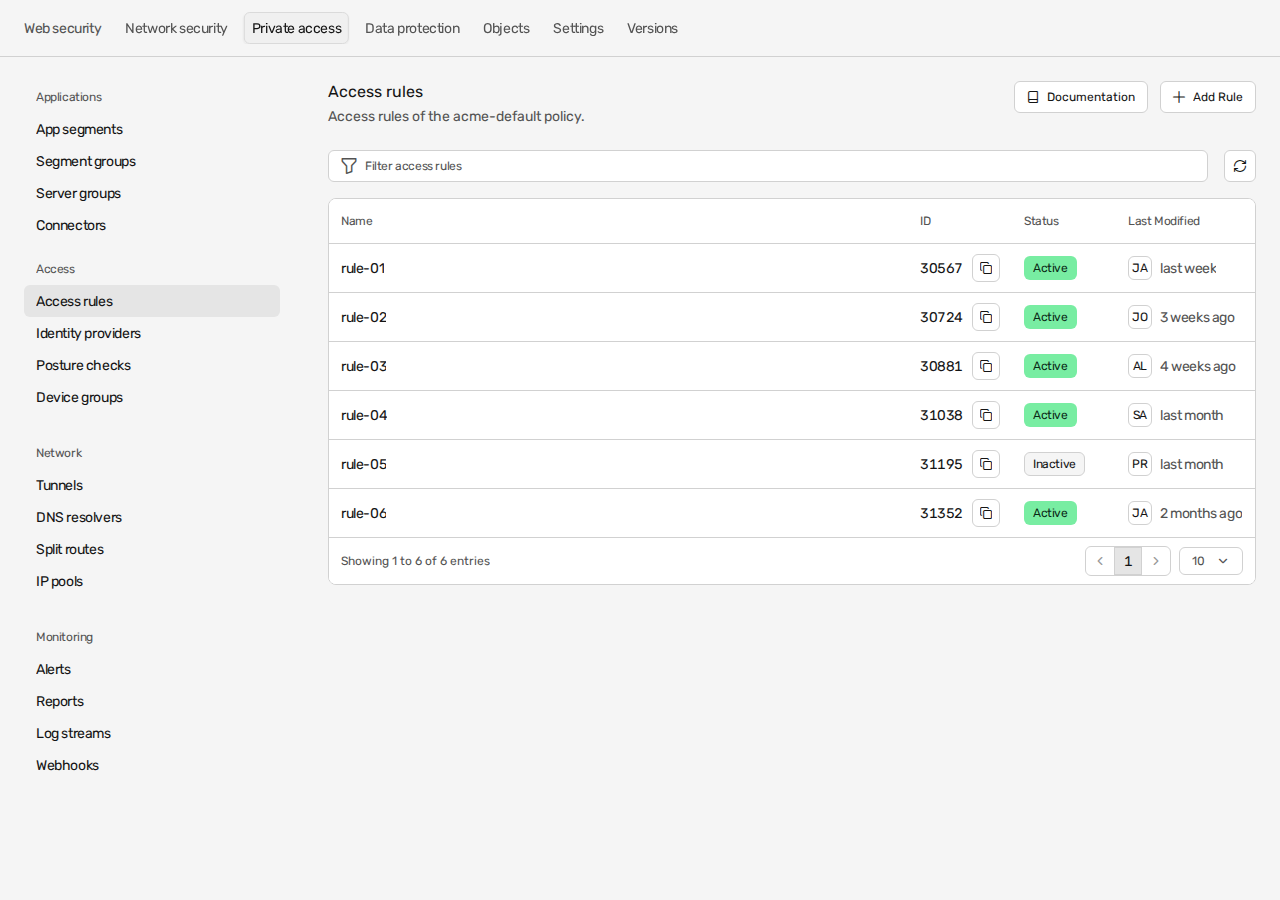 Web security Network security Private access Data protection Objects Settings Versions
Applications
App segments
Segment groups
Server groups
Connectors
Access
Access rules
Identity providers
Posture checks
Device groups
Network
Tunnels
DNS resolvers
Split routes
IP pools
Monitoring
Alerts
Reports
Log streams
Webhooks
Access rules
Access rules of the acme-default policy.
Documentation Add Rule
Filter access rules
Name ID Status Last Modified
rule-01 30567 Active JA last week
rule-02 30724 Active JO 3 weeks ago
rule-03 30881 Active AL 4 weeks ago
rule-04 31038 Active SA last month
rule-05 31195 Inactive PR last month
rule-06 31352 Active JA 2 months ago
Showing 1 to 6 of 6 entries 1 10